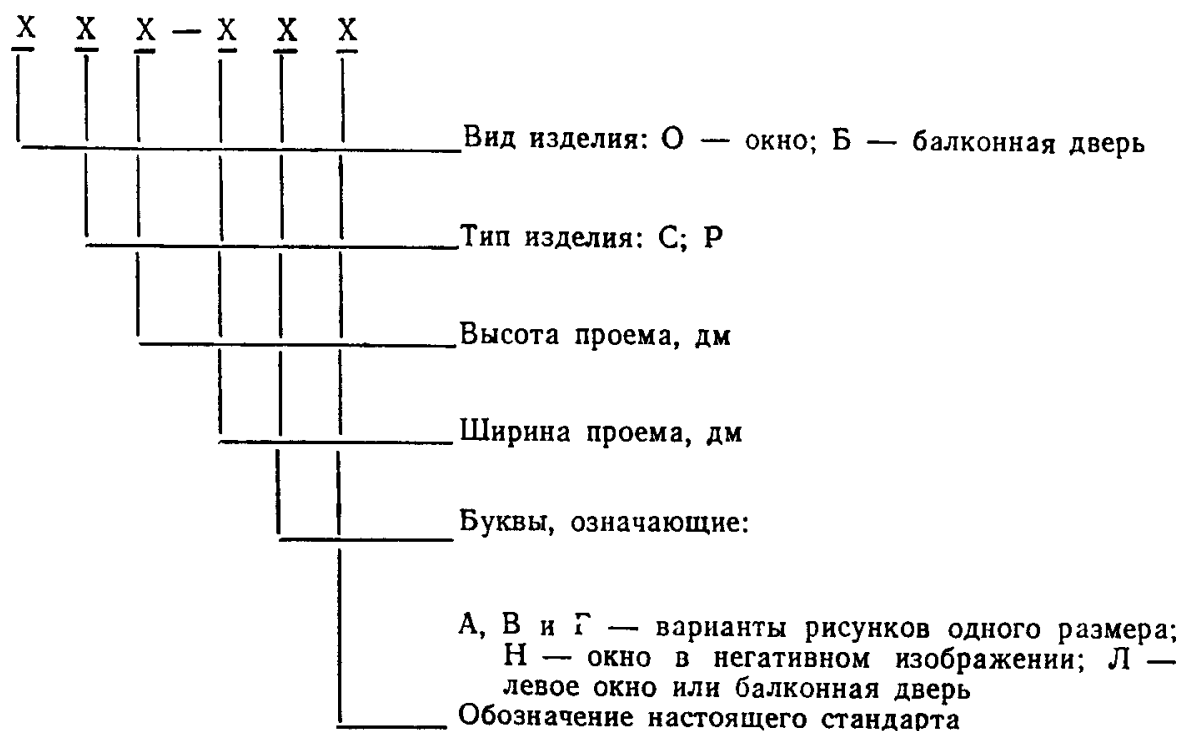 Х Х Х — Х Х Х
Вид изделия: О — окно; Б — балконная дверь
Тип изделия: С; Р
Высота проема, дм
Ширина проема, дм
Буквы, означающие:
А, В и Г — варианты рисунков одного размера;
Н — окно в негативном изображении; Л —
левое окно или балконная дверь
Обозначение настоящего стандарта